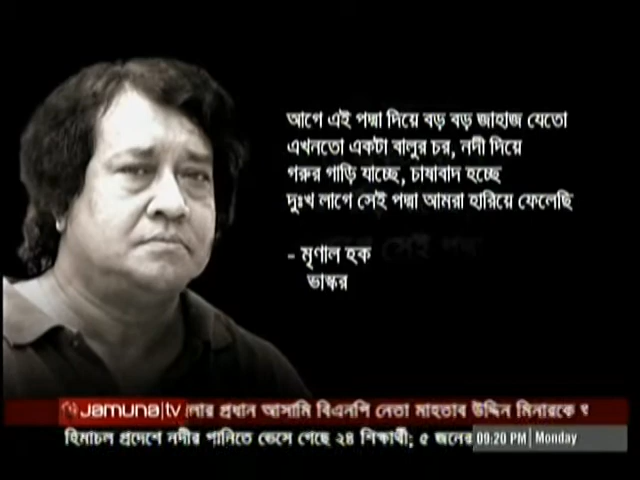 আগে এই পদ্মা দিয়ে বড় বড় জাহাজ যেতো
এখনতো একটা বালুর চর, নদী দিয়ে
গরুর গাড়ি যাচ্ছে, চাষাবাদ হচ্ছে
দুঃখ লাগে সেই পদ্মা আমরা হারিয়ে ফেলেছি
- মৃণাল হক
ভাস্কর
jamuna|tv প্রধান আসামি বিএনপি নেতা মাহতাব উদ্দিন মিনারকে
হিমাচল প্রদেশে নদীর পানিতে ভেসে গেছে ২৪ শিক্ষার্থী; ৫ জনের 09:20 PM Monday